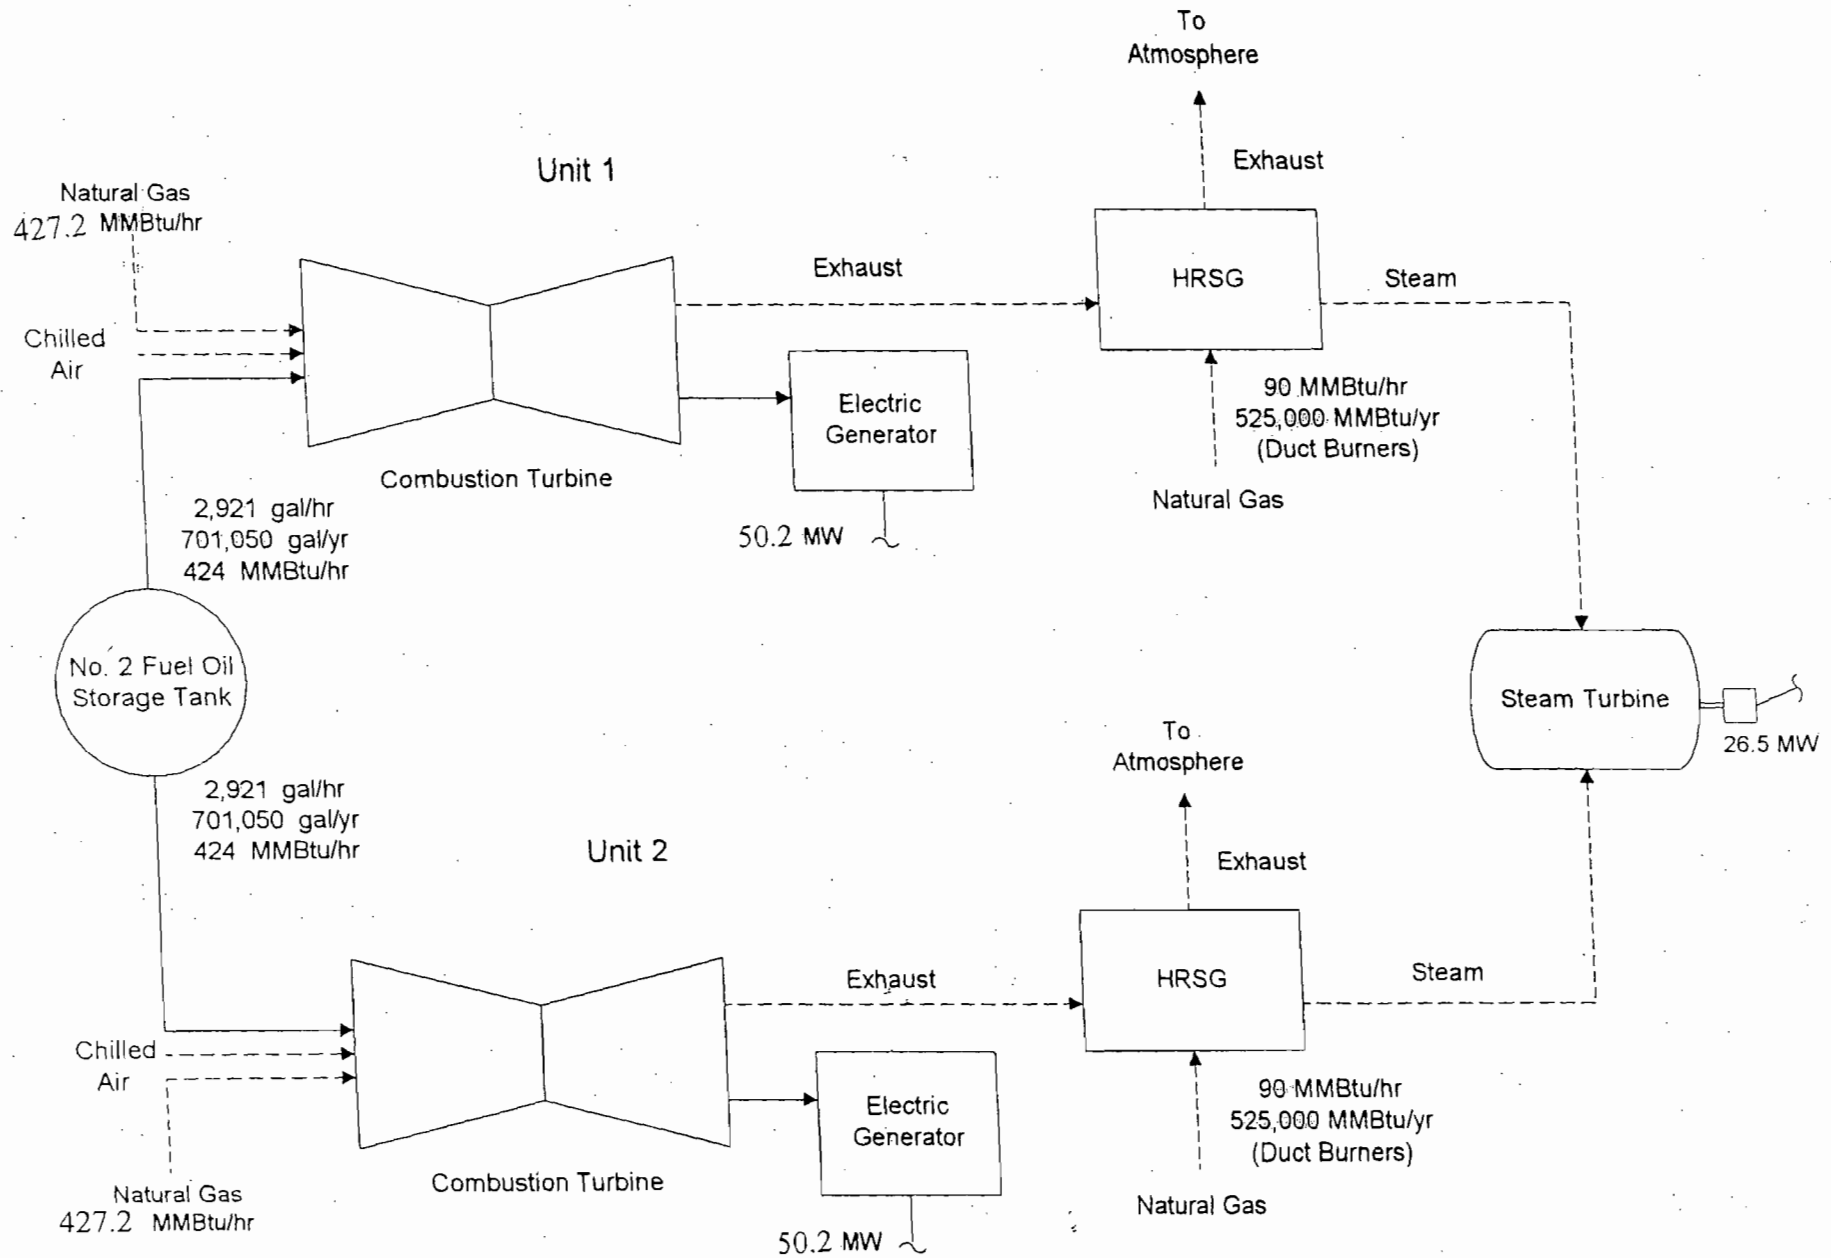 To
Atmosphere
Exhaust
Unit 1
Natural Gas
427.2 MMBtu/hr
Exhaust
HRSG
Steam
Chilled
Air
90 MMBtu/hr
525,000 MMBtu/yr
(Duct Burners)
Electric
Generator
Combustion Turbine
Natural Gas
2,921 gal/hr
701,050 gal/yr
424 MMBtu/hr
50.2 MW
No. 2 Fuel Oil
Storage Tank
Steam Turbine
26.5 MW
To
Atmosphere
2,921 gal/hr
701,050 gal/yr
424 MMBtu/hr
Unit 2
Exhaust
Exhaust
HRSG
Steam
Chilled
Air
90 MMBtu/hr
525,000 MMBtu/yr
(Duct Burners)
Electric
Generator
Combustion Turbine
Natural Gas
427.2 MMBtu/hr
Natural Gas
50.2 MW